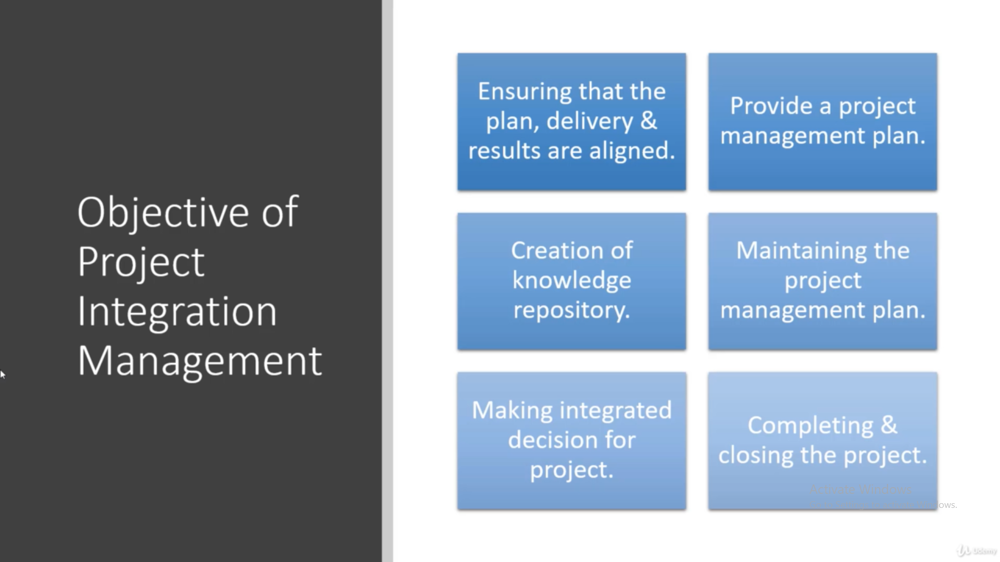 Objective of
Project
Integration
Management
Ensuring that the
plan, delivery &
results are aligned.
Provide a project
management plan.
Creation of
knowledge
repository.
Maintaining the
project
management plan.
Making integrated
decision for
project.
Completing &
closing the project.
Activate Windows
Udemy